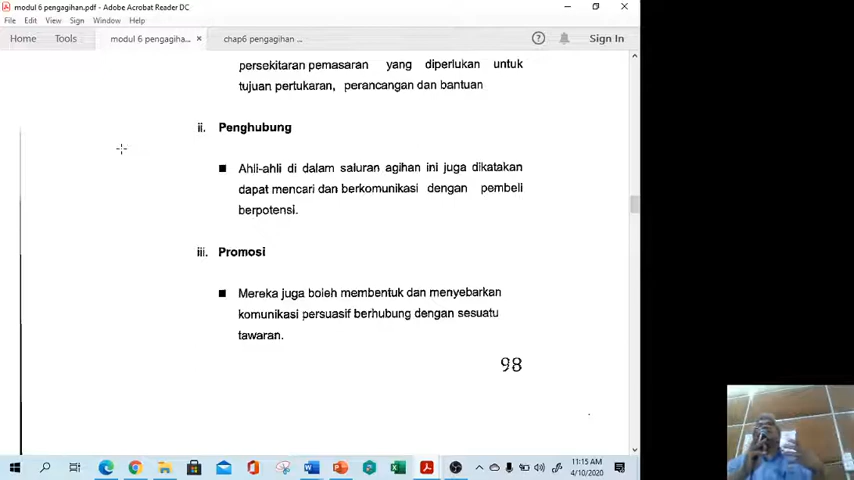 modul 6 pengagihan.pdf - Adobe Acrobat Reader DC
File Edit View Sign Window Help
Home Tools modul 6 pengagiha... × chap6 pengagihan ... ? Sign In
persekitaran pemasaran yang diperlukan untuk
tujuan pertukaran, perancangan dan bantuan
ii. Penghubung
Ahli-ahli di dalam saluran agihan ini juga dikatakan
dapat mencari dan berkomunikasi dengan pembeli
berpotensi.
iii. Promosi
Mereka juga boleh membentuk dan menyebarkan
komunikasi persuasif berhubung dengan sesuatu
tawaran.
98
11:15 AM
4/10/2020